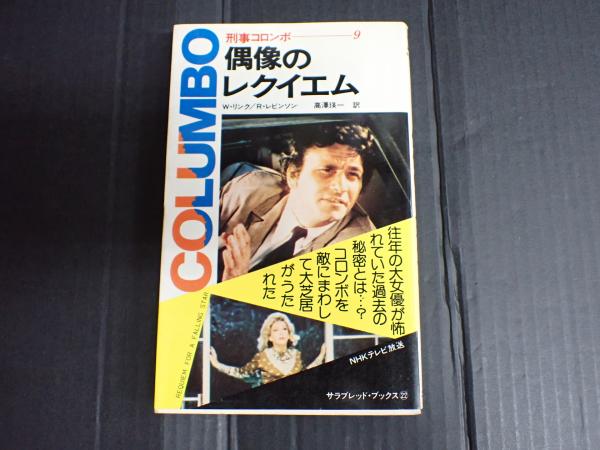 刑事コロンボ 9
偶像の
レクイエム
W・リンク／R・レビンソン 高澤瑛一 訳
COLUMBO
往年の大女優が怖
れていた過去の
秘密とは…?
コロンボを
敵にまわし
て大芝居
がうた
れた
NHKテレビ放送
REQUIEM FOR A FALLING STAR
サラブレッド・ブックス22